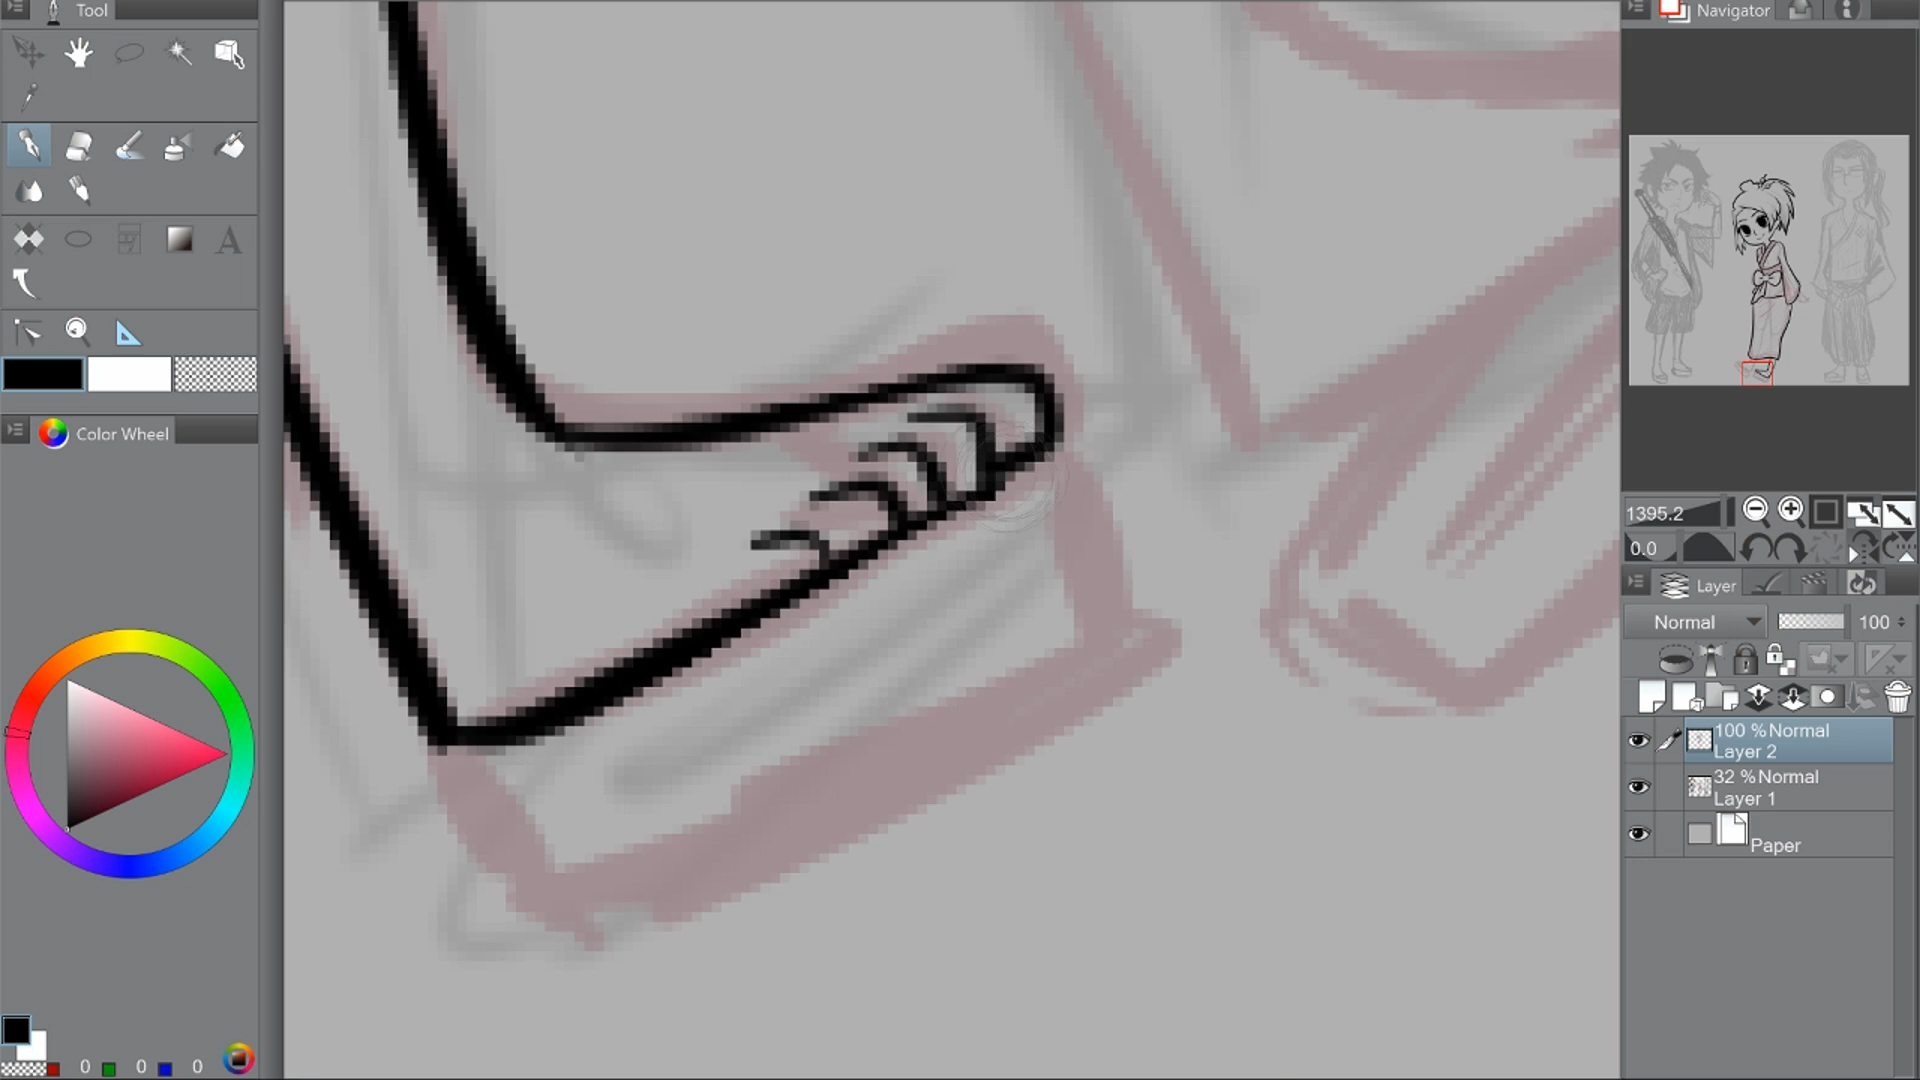 Tool
A
Color Wheel
0 0 0
Navigator
1395.2
0.0
Layer
Normal 100
100 %Normal
Layer 2
32 %Normal
Layer 1
Paper